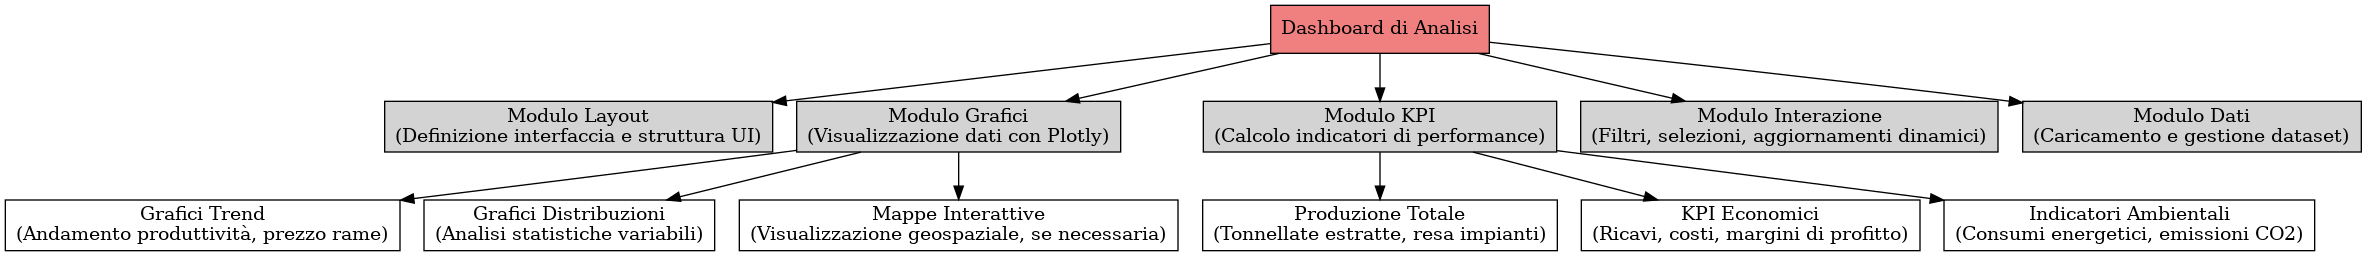 Dashboard di Analisi
Modulo Layout
(Definizione interfaccia e struttura UI)
Modulo Grafici
(Visualizzazione dati con Plotly)
Modulo KPI
(Calcolo indicatori di performance)
Modulo Interazione
(Filtri, selezioni, aggiornamenti dinamici)
Modulo Dati
(Caricamento e gestione dataset)
Grafici Trend
(Andamento produttività, prezzo rame)
Grafici Distribuzioni
(Analisi statistiche variabili)
Mappe Interattive
(Visualizzazione geospaziale, se necessaria)
Produzione Totale
(Tonnellate estratte, resa impianti)
KPI Economici
(Ricavi, costi, margini di profitto)
Indicatori Ambientali
(Consumi energetici, emissioni CO2)